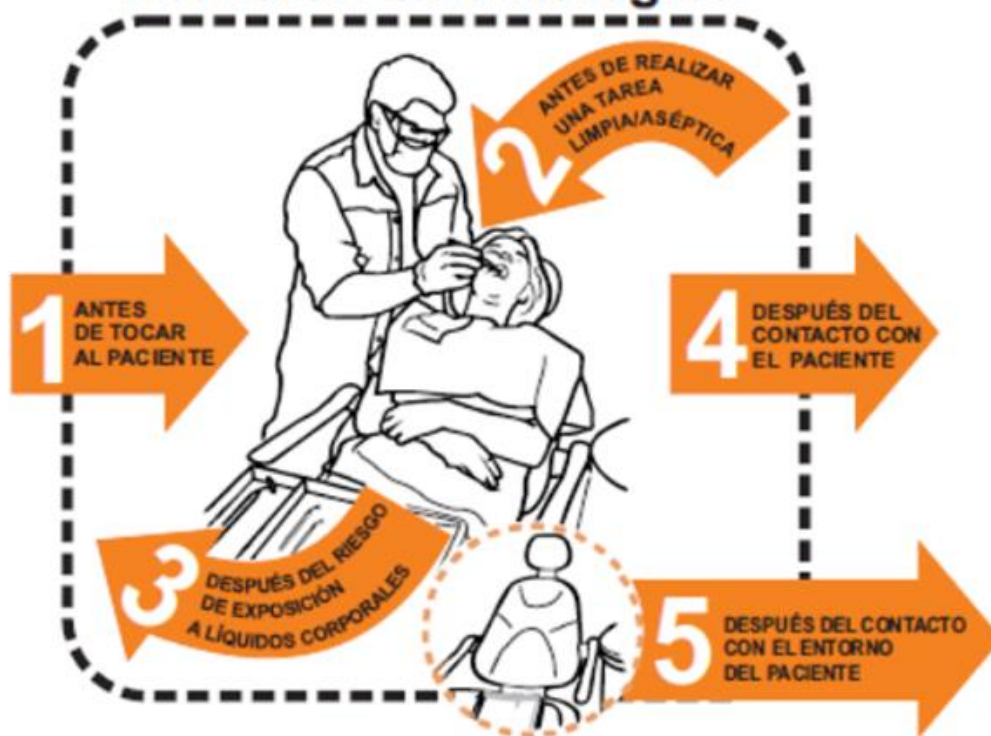 1 ANTES
DE TOCAR
AL PACIENTE
2 ANTES DE REALIZAR
UNA TAREA
LIMPIA/ASÉPTICA
3 DESPUÉS DEL RIESGO
DE EXPOSICIÓN
A LÍQUIDOS CORPORALES
4 DESPUÉS DEL
CONTACTO CON
EL PACIENTE
5 DESPUÉS DEL CONTACTO
CON EL ENTORNO
DEL PACIENTE